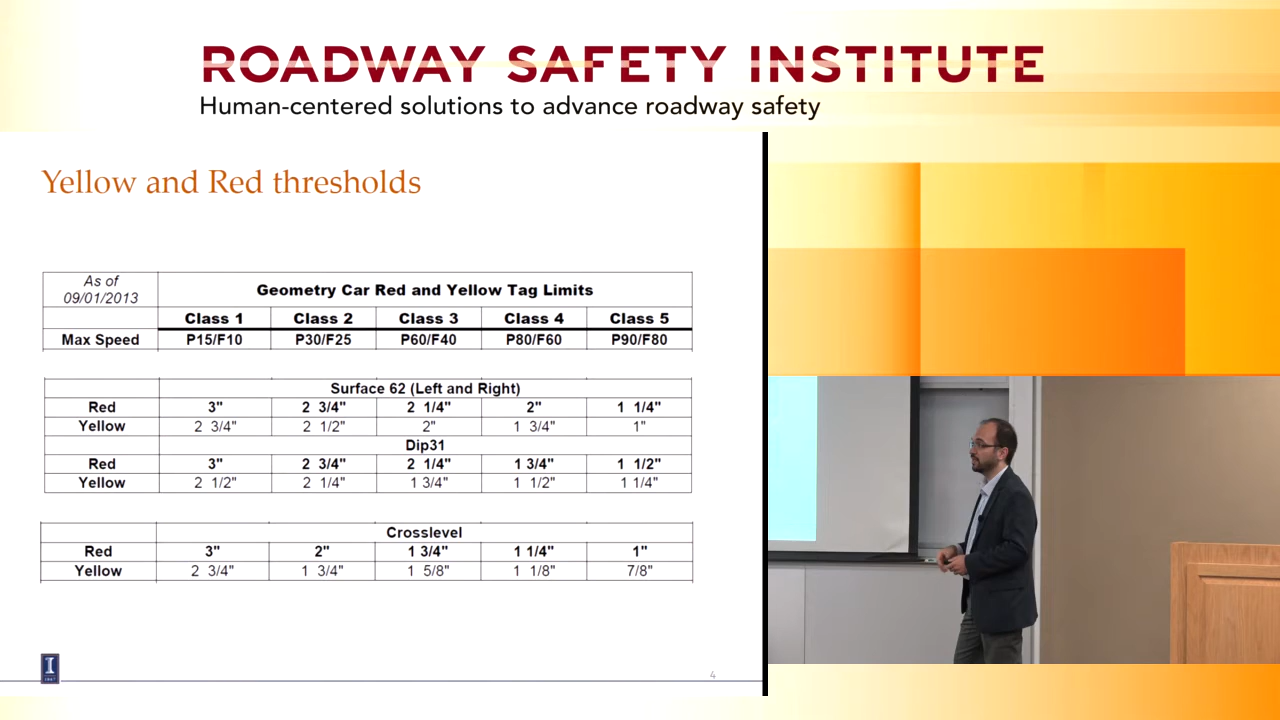 ROADWAY SAFETY INSTITUTE
Human-centered solutions to advance roadway safety
Yellow and Red thresholds
As of 09/01/2013 Geometry Car Red and Yellow Tag Limits
Class 1 Class 2 Class 3 Class 4 Class 5
Max Speed P15/F10 P30/F25 P60/F40 P80/F60 P90/F80
Surface 62 (Left and Right)
Red 3" 2 3/4" 2 1/4" 2" 1 1/4"
Yellow 2 3/4" 2 1/2" 2" 1 3/4" 1"
Dip31
Red 3" 2 3/4" 2 1/4" 1 3/4" 1 1/2"
Yellow 2 1/2" 2 1/4" 1 3/4" 1 1/2" 1 1/4"
Crosslevel
Red 3" 2" 1 3/4" 1 1/4" 1"
Yellow 2 3/4" 1 3/4" 1 5/8" 1 1/8" 7/8"
I
4